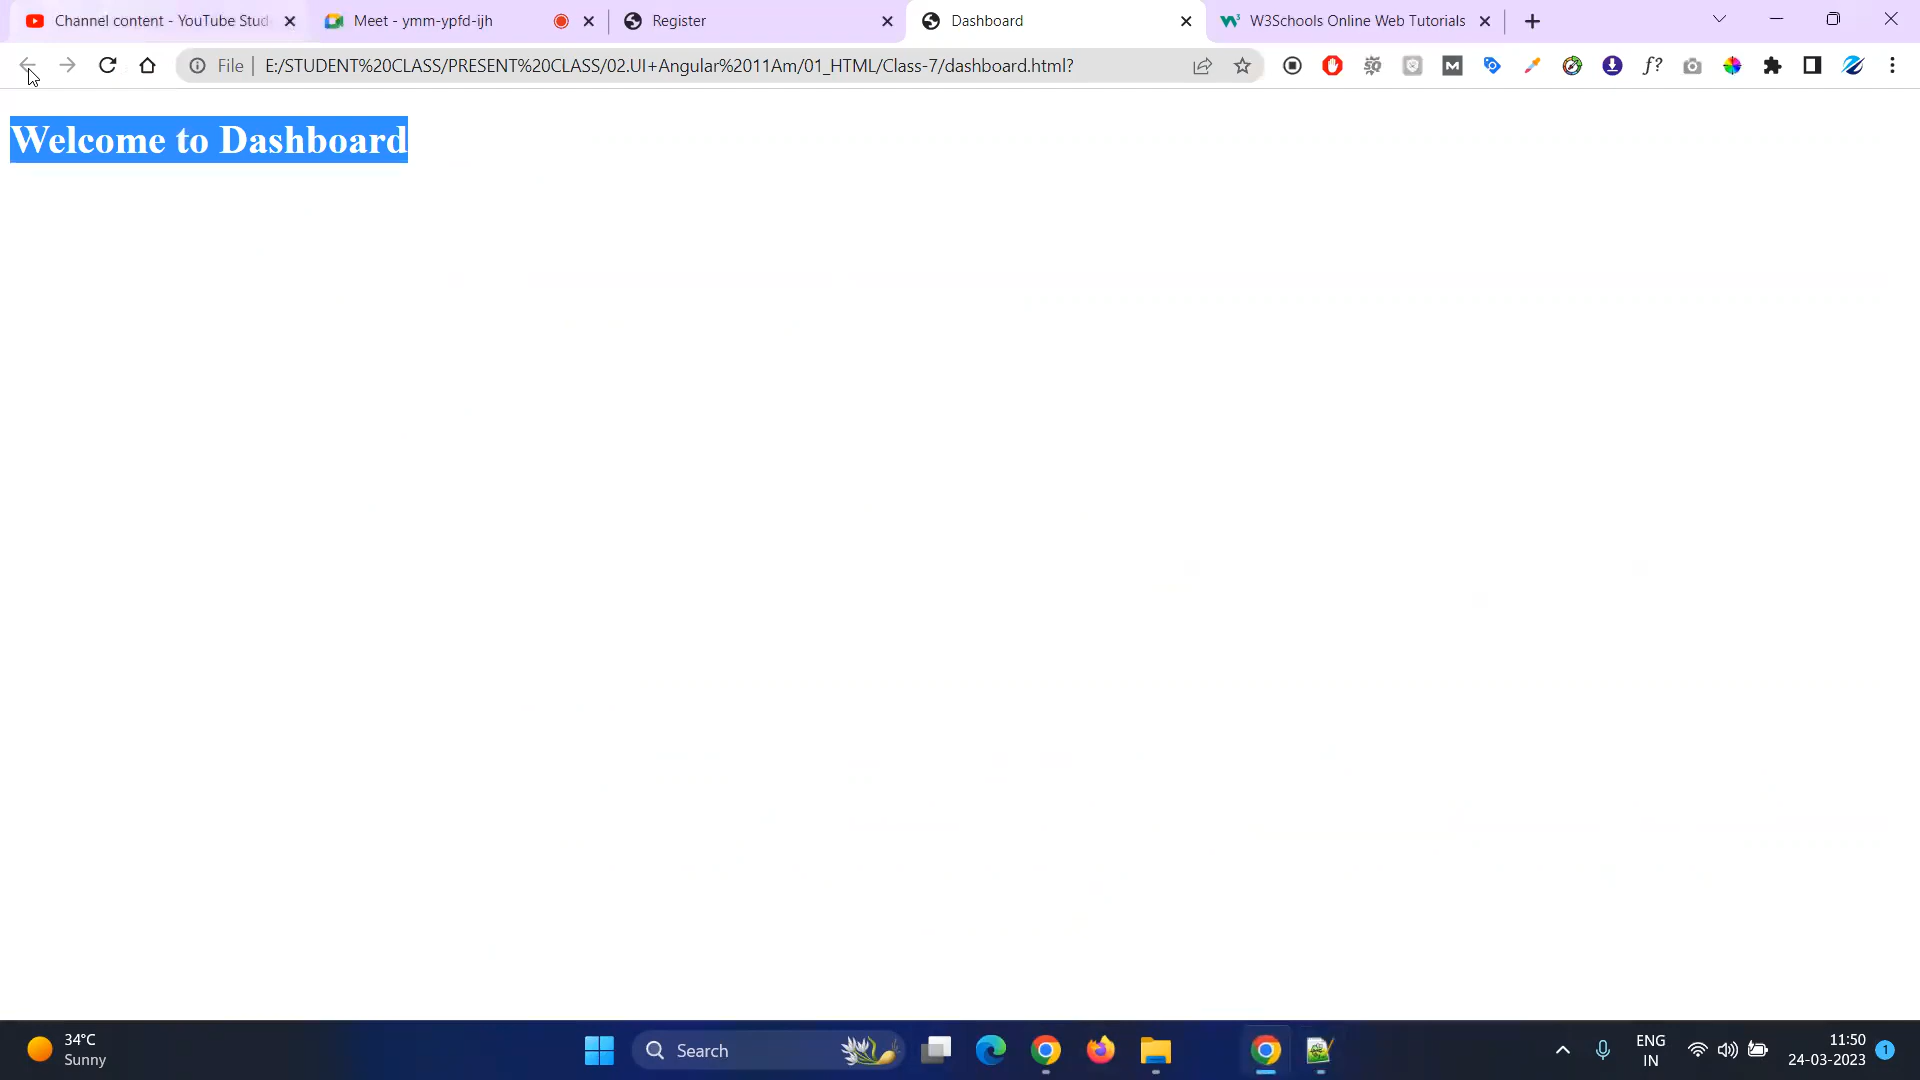 Channel content - YouTube Stud
Meet - ymm-ypfd-ijh
Register
Dashboard
W3Schools Online Web Tutorials
File
E:/STUDENT%20CLASS/PRESENT%20CLASS/02.UI+Angular%2011Am/01_HTML/Class-7/dashboard.html?
f?
Welcome to Dashboard
34°C
Sunny
Search
ENG
IN
11:50
24-03-2023
1